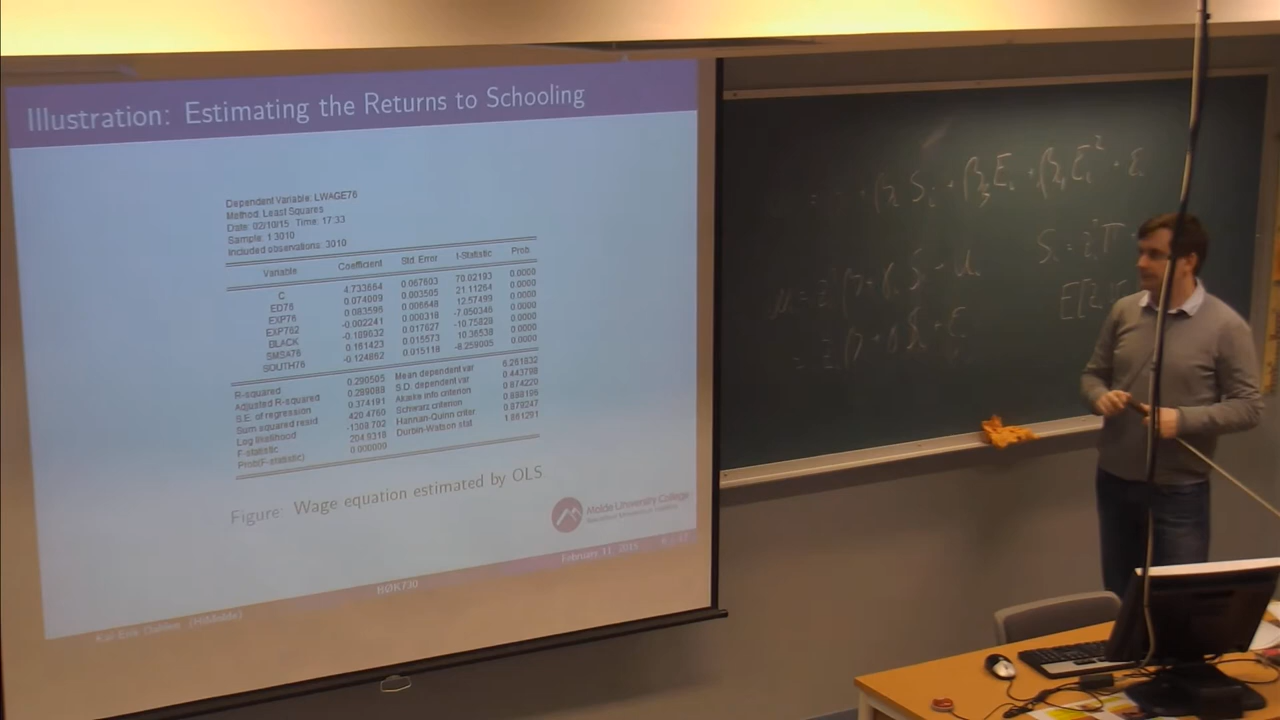 Illustration: Estimating the Returns to Schooling
Dependent Variable: LWAGE76
Method: Least Squares
Date: 02/10/15 Time: 17:33
Sample: 1 3010
Included observations: 3010
Variable Coefficient Std. Error t-Statistic Prob.
C 4.733664 0.067603 70.02193 0.0000
ED76 0.074009 0.003505 21.11264 0.0000
EXP76 0.083596 0.006648 12.57499 0.0000
EXP762 -0.002241 0.000318 -7.050346 0.0000
BLACK -0.189632 0.017627 -10.75828 0.0000
SMSA76 0.161423 0.015573 10.36538 0.0000
SOUTH76 -0.124862 0.015118 -8.259005 0.0000
R-squared 0.290505 Mean dependent var 6.261832
Adjusted R-squared 0.289088 S.D. dependent var 0.443798
S.E. of regression 0.374191 Akaike info criterion 0.874220
Sum squared resid 420.4760 Schwarz criterion 0.888196
Log likelihood -1308.702 Hannan-Quinn criter. 0.879247
F-statistic 204.9318 Durbin-Watson stat 1.861291
Prob(F-statistic) 0.000000
Figure: Wage equation estimated by OLS
Molde University College
Kai Erik Dahlen (HiMolde)
BØK730
February 11, 2015